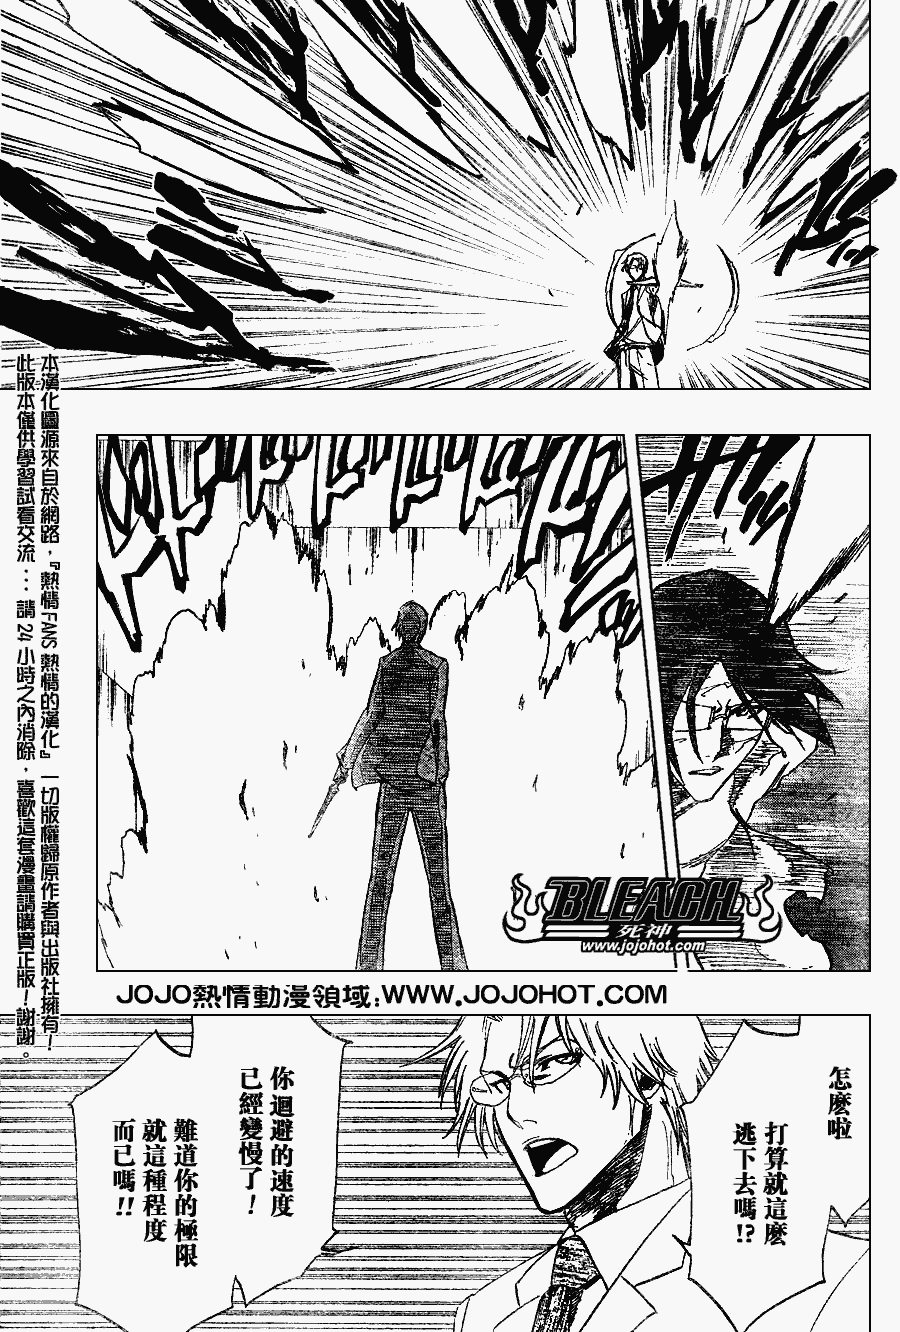 本漢化圖源來自於網路，『熱情FANS熱情的漢化』一切版權歸原作者與出版社擁有！
此版本僅供學習試看交流…請24小時之內消除，喜歡這套漫畫請購買正版！謝謝。
BLEACH
死神
www.jojohot.com
JOJO熱情動漫領域:WWW.JOJOHOT.COM
怎麼啦
打算就這麼
逃下去嗎!?
你迴避的速度
已經變慢了！
難道你的極限
就這種程度
而已嗎!!